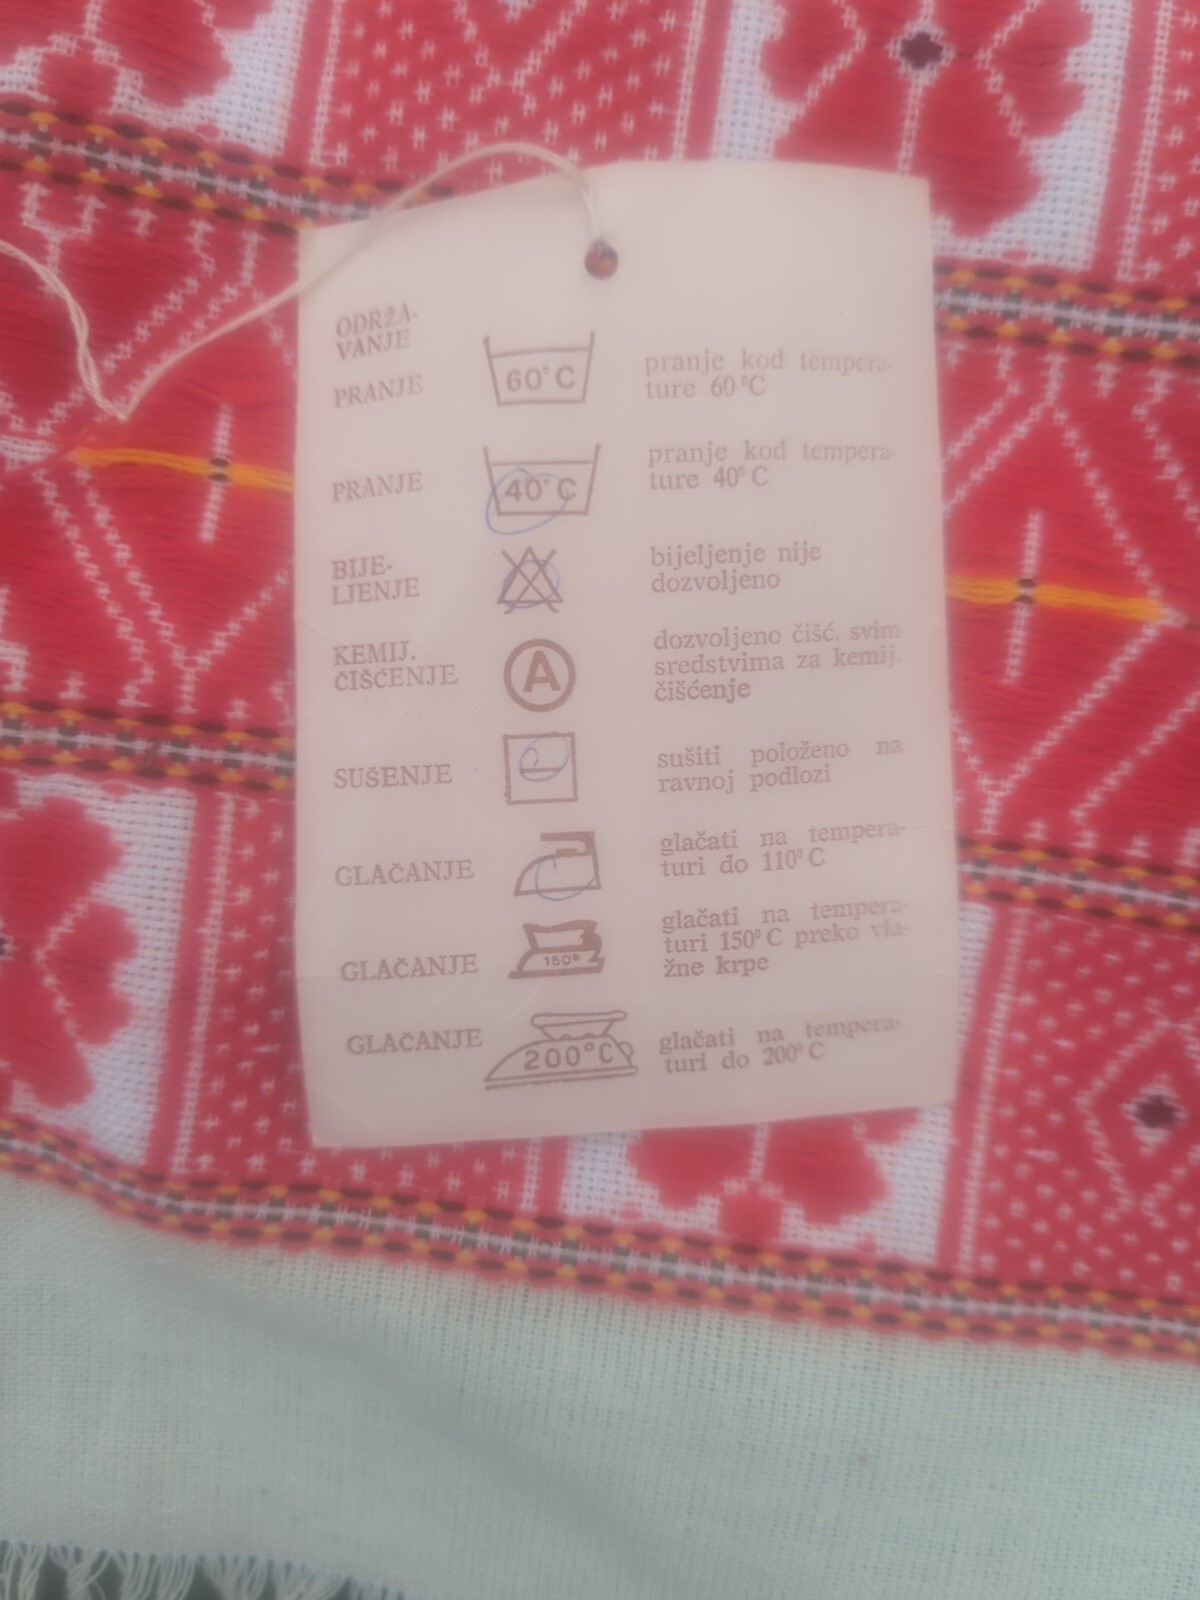 ODRŽA-
VANJE
PRANJE
60°C
pranje kod tempera-
ture 60 °C
PRANJE
40°C
pranje kod tempera-
ture 40° C
BIJE-
LJENJE
bijeljenje nije
dozvoljeno
KEMIJ.
ČIŠĆENJE
A
dozvoljeno čišć. svim
sredstvima za kemij.
čišćenje
SUŠENJE
sušiti položeno na
ravnoj podlozi
GLAČANJE
glačati na tempera-
turi do 110° C
GLAČANJE
150°
glačati na tempera-
turi 150° C preko vla-
žne krpe
GLAČANJE
200°C
glačati na tempera-
turi do 200° C